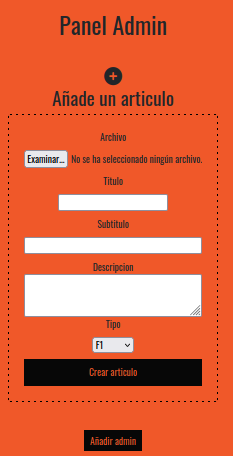 Panel Admin
Añade un articulo
Archivo
Examinar... No se ha seleccionado ningún archivo.
Titulo
Subtitulo
Descripcion
Tipo
F1
Crear articulo
Añadir admin